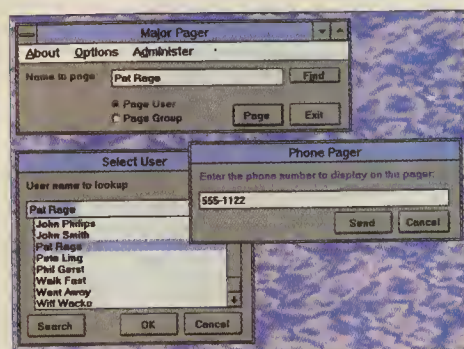 Major Pager
About Options Administer
Name to page Pat Rage Find
Page User
Page Group
Page Exit
Select User
User name to lookup
Pat Rage
John Philips
John Smith
Pat Rage
Pete Ling
Phil Gerst
Walk Fast
Went Away
Will Wacko
Search OK Cancel
Phone Pager
Enter the phone number to display on the pager:
555-1122
Send Cancel